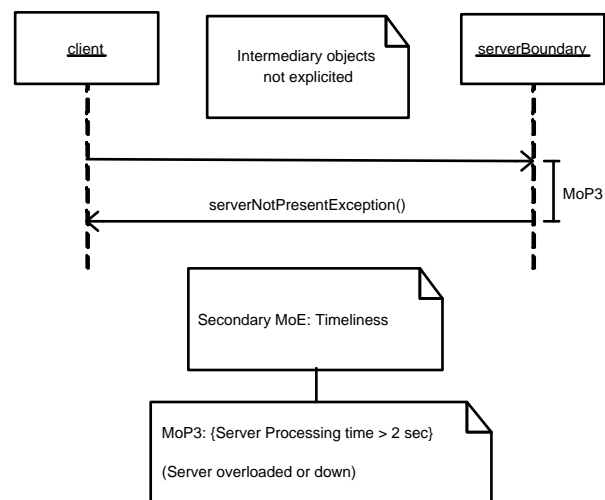 client
Intermediary objects
not explicited
serverBoundary
MoP3
serverNotPresentException()
Secondary MoE: Timeliness
MoP3: {Server Processing time > 2 sec}
(Server overloaded or down)